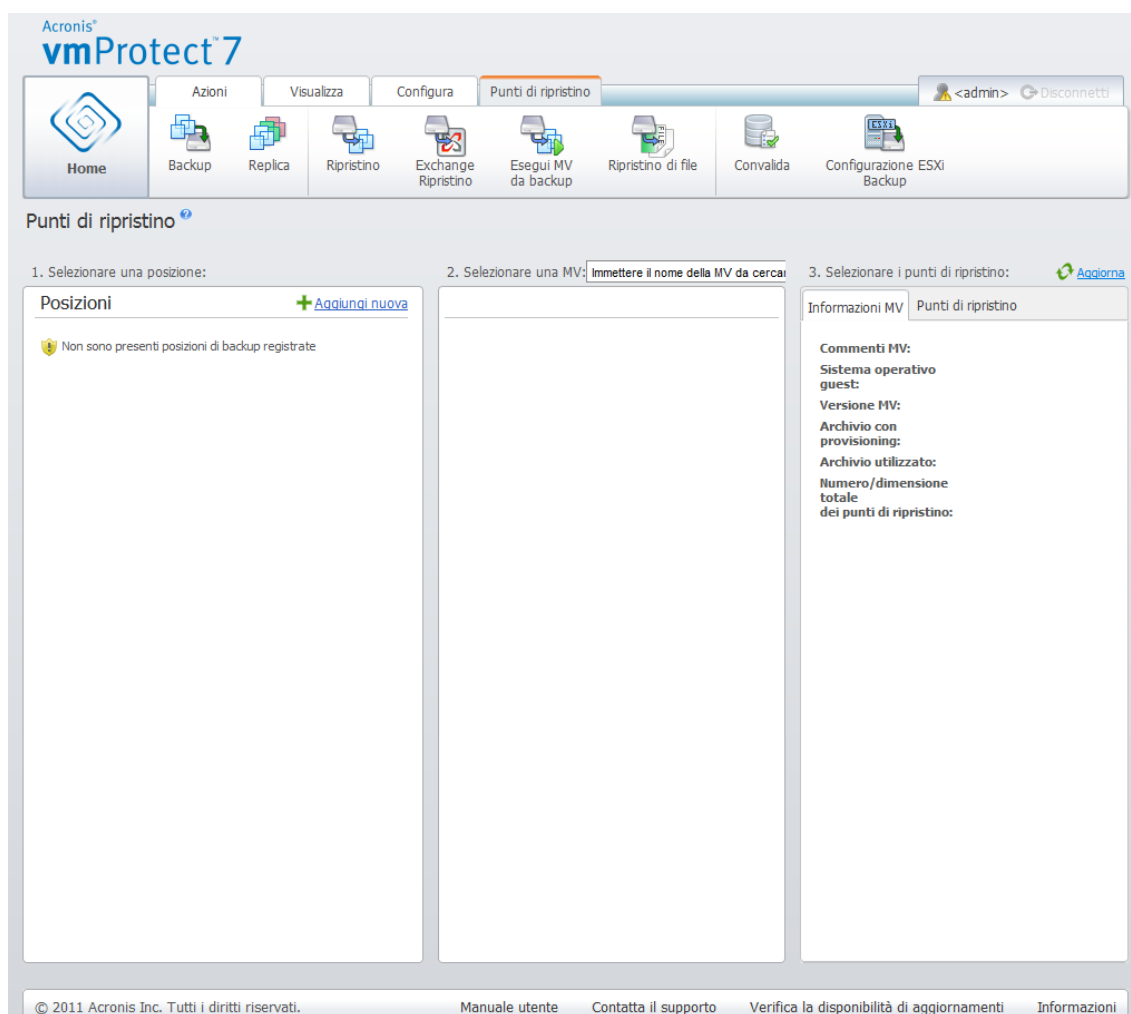 Acronis®
vmProtect™ 7
Azioni Visualizza Configura Punti di ripristino <admin> Disconnetti
Home
Backup Replica Ripristino Exchange Ripristino Esegui MV da backup Ripristino di file Convalida Configurazione ESXi Backup
Punti di ripristino
1. Selezionare una posizione:
2. Selezionare una MV: Immettere il nome della MV da cercar
3. Selezionare i punti di ripristino: Aggiorna
Posizioni Aggiungi nuova
Non sono presenti posizioni di backup registrate
Informazioni MV Punti di ripristino
Commenti MV:
Sistema operativo
guest:
Versione MV:
Archivio con
provisioning:
Archivio utilizzato:
Numero/dimensione
totale
dei punti di ripristino:
© 2011 Acronis Inc. Tutti i diritti riservati. Manuale utente Contatta il supporto Verifica la disponibilità di aggiornamenti Informazioni